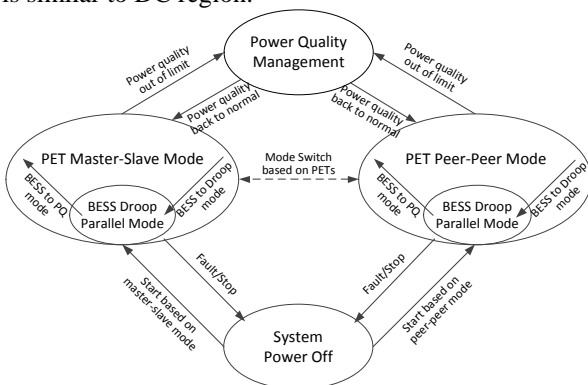 is similar to DC region.
Power Quality
Management
Power quality
out of limit
Power quality
out of limit
Power quality
back to normal
Power quality
back to normal
PET Master-Slave Mode
Mode Switch
based on PETs
PET Peer-Peer Mode
BESS to PQ
mode
BESS Droop
Parallel Mode
BESS to Droop
mode
BESS to PQ
mode
BESS Droop
Parallel Mode
BESS to Droop
mode
Fault/Stop
Fault/Stop
Start based on
master-slave mode
System
Power Off
Start based on
peer-peer mode